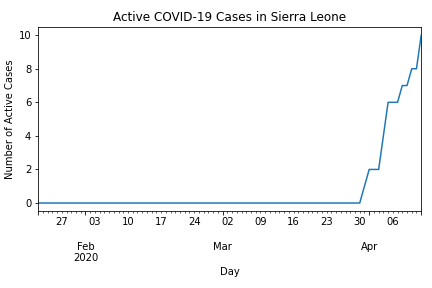 Active COVID-19 Cases in Sierra Leone
Number of Active Cases
10
8
6
4
2
0
27 03 10 17 24 02 09 16 23 30 06
Feb Mar Apr
2020
Day